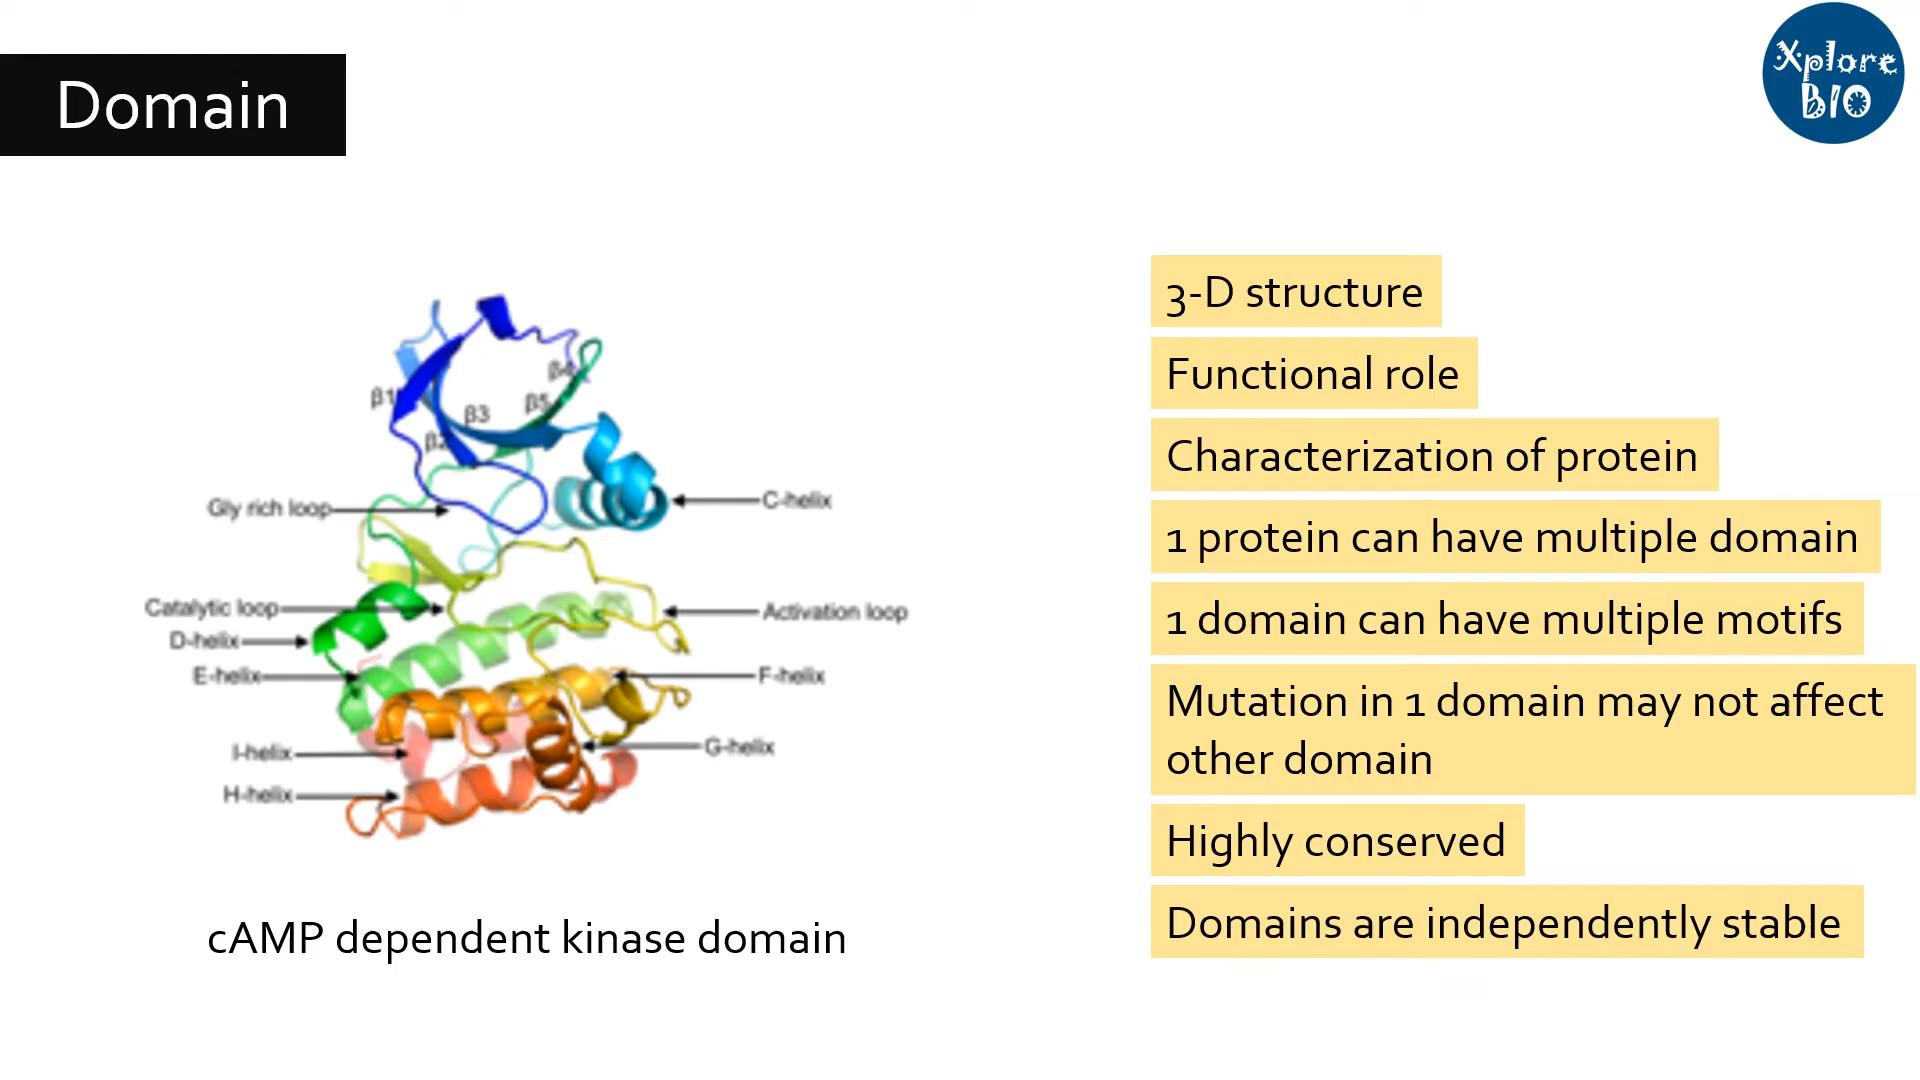 Domain
Xplore
BIO
β1
β2
β3
β4
β5
Gly rich loop
C-helix
Catalytic loop
Activation loop
D-helix
E-helix
F-helix
G-helix
I-helix
H-helix
cAMP dependent kinase domain
3-D structure
Functional role
Characterization of protein
1 protein can have multiple domain
1 domain can have multiple motifs
Mutation in 1 domain may not affect
other domain
Highly conserved
Domains are independently stable